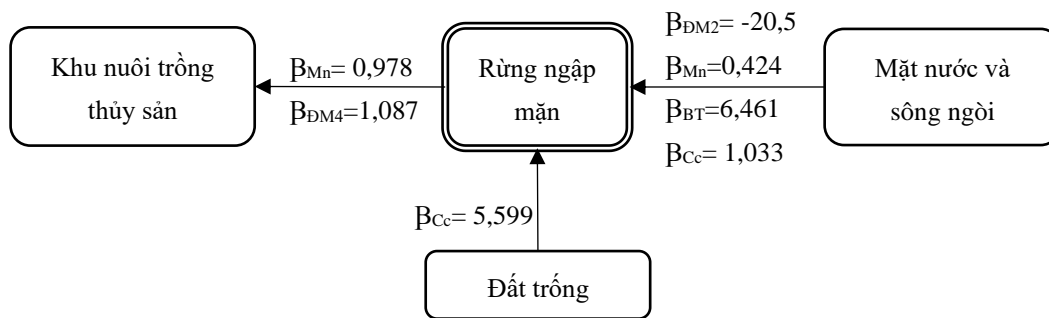 Khu nuôi trồng
thủy sản
βMn= 0,978
βĐM4=1,087
Rừng ngập
mặn
βĐM2= -20,5
βMn=0,424
βBT=6,461
βCc= 1,033
Mặt nước và
sông ngòi
βCc= 5,599
Đất trống